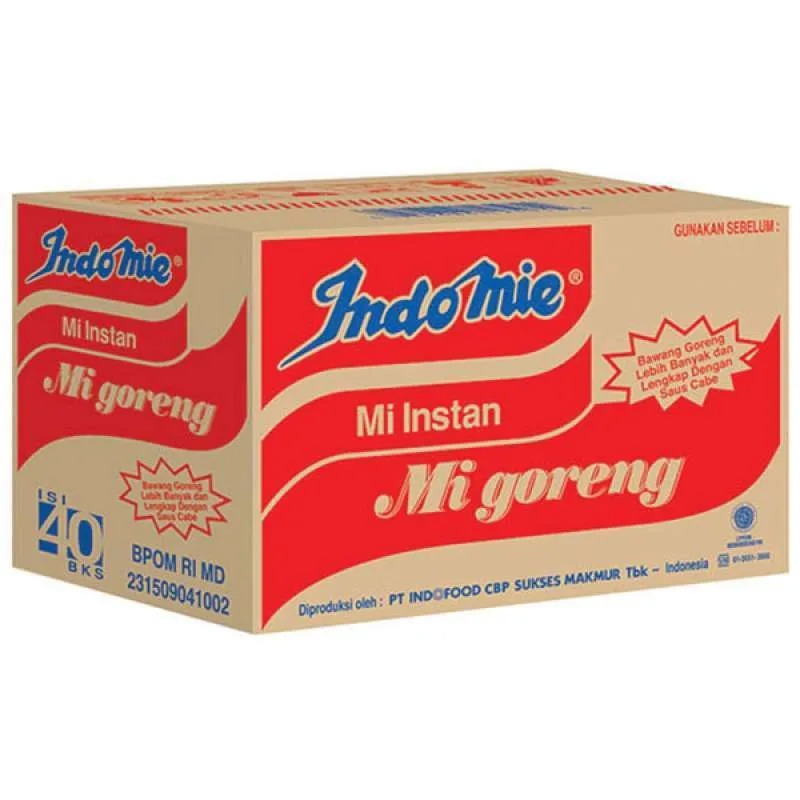 IndoMie®
Mi Instan
Mi goreng
Bawang Goreng
Lebih Banyak dan
Lengkap Dengan
Saus Cabe
ISI
40
BKS
BPOM RI MD
231509041002
GUNAKAN SEBELUM :
IndoMie®
Mi Instan
Mi goreng
Bawang Goreng
Lebih Banyak dan
Lengkap Dengan
Saus Cabe
Diproduksi oleh : PT INDOFOOD CBP SUKSES MAKMUR Tbk – Indonesia